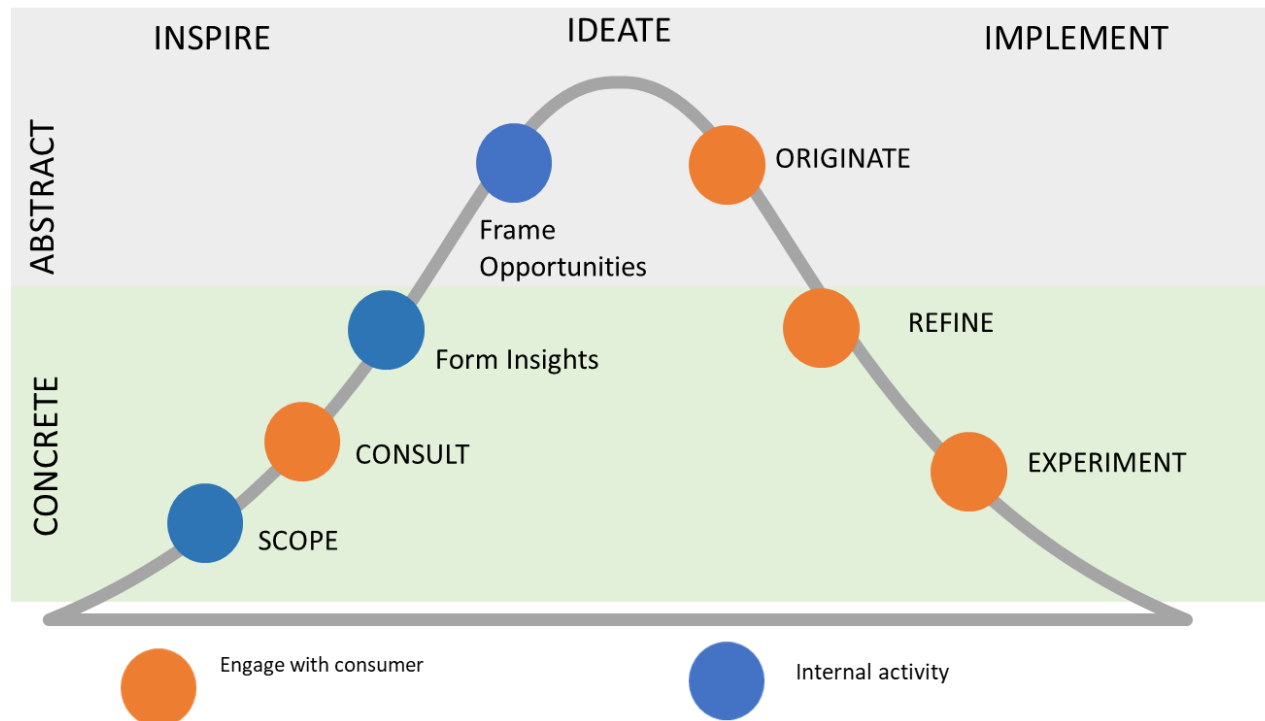 INSPIRE
IDEATE
IMPLEMENT
ABSTRACT
ORIGINATE
Frame
Opportunities
CONCRETE
REFINE
Form Insights
CONSULT
EXPERIMENT
SCOPE
Engage with consumer
Internal activity